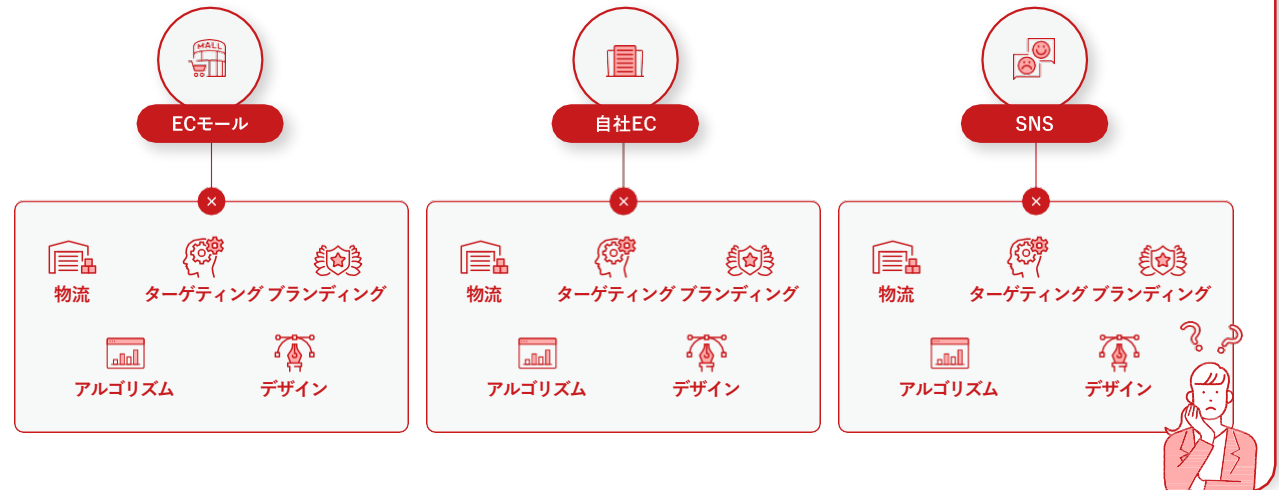 MALL
ECモール
自社EC
SNS
物流
ターゲティング
ブランディング
アルゴリズム
デザイン
物流
ターゲティング
ブランディング
アルゴリズム
デザイン
物流
ターゲティング
ブランディング
アルゴリズム
デザイン